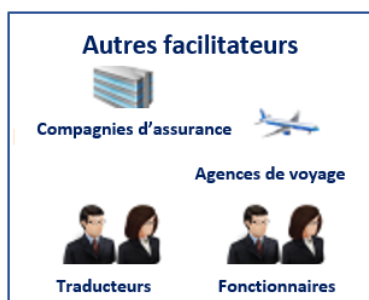 Autres facilitateurs
Compagnies d’assurance
Agences de voyage
Traducteurs
Fonctionnaires